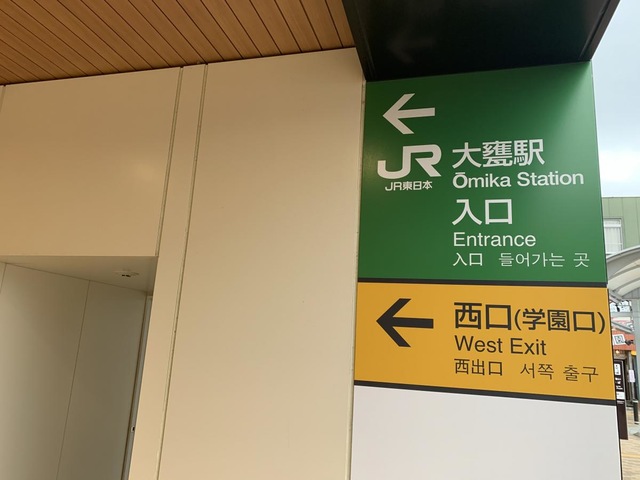 ←
JR 大甕駅
JR東日本 Ōmika Station
入口
Entrance
入口 들어가는 곳
← 西口(学園口)
West Exit
西出口 서쪽 출구